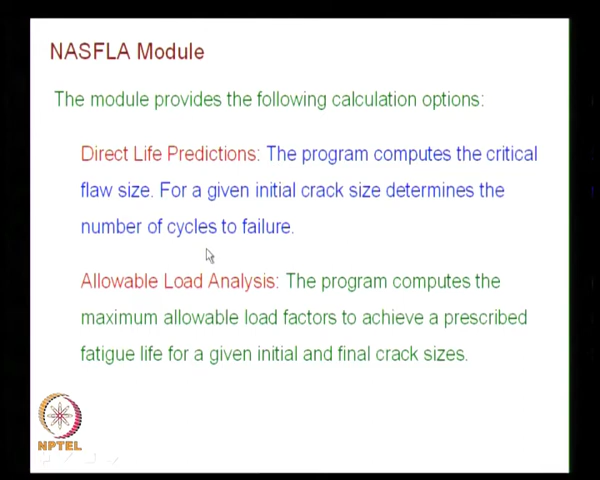 NASFLA Module
The module provides the following calculation options:
Direct Life Predictions: The program computes the critical
flaw size. For a given initial crack size determines the
number of cycles to failure.
Allowable Load Analysis: The program computes the
maximum allowable load factors to achieve a prescribed
fatigue life for a given initial and final crack sizes.
NPTEL